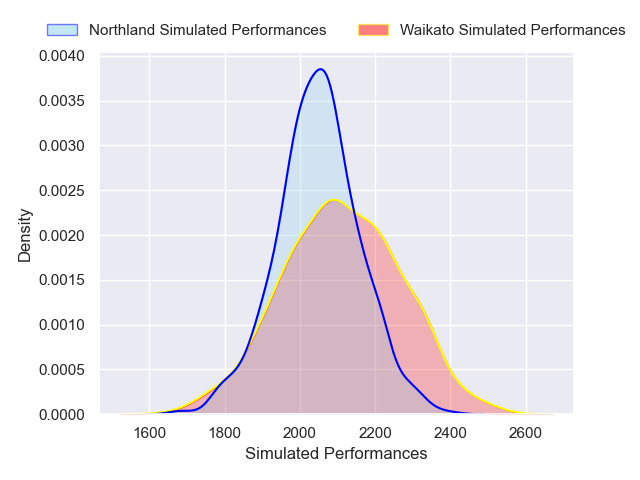 Northland Simulated Performances
Waikato Simulated Performances
0.0040
0.0035
0.0030
0.0025
0.0020
0.0015
0.0010
0.0005
0.0000
Density
1600 1800 2000 2200 2400 2600
Simulated Performances